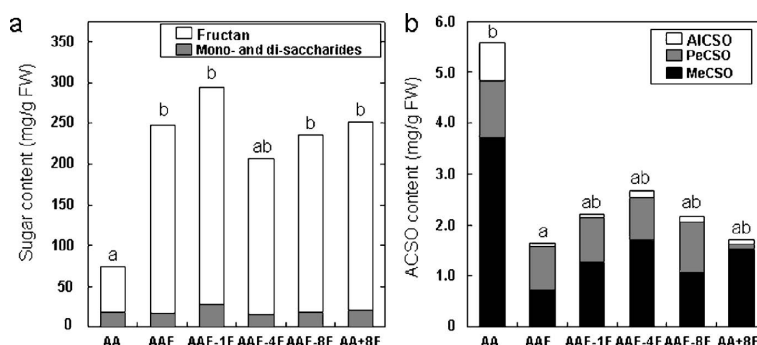 a
Sugar content (mg/g FW)
350
300
250
200
150
100
50
0
Fructan
Mono- and di-saccharides
a
b
b
ab
b
b
AA
AAF
AAF-1F
AAF-4F
AAF-8F
AA+8F
b
ACSO content (mg/g FW)
6.0
5.0
4.0
3.0
2.0
1.0
.0
AlCSO
PeCSO
MeCSO
b
a
ab
ab
ab
ab
AA
AAF
AAF-1F
AAF-4F
AAF-8F
AA+8F